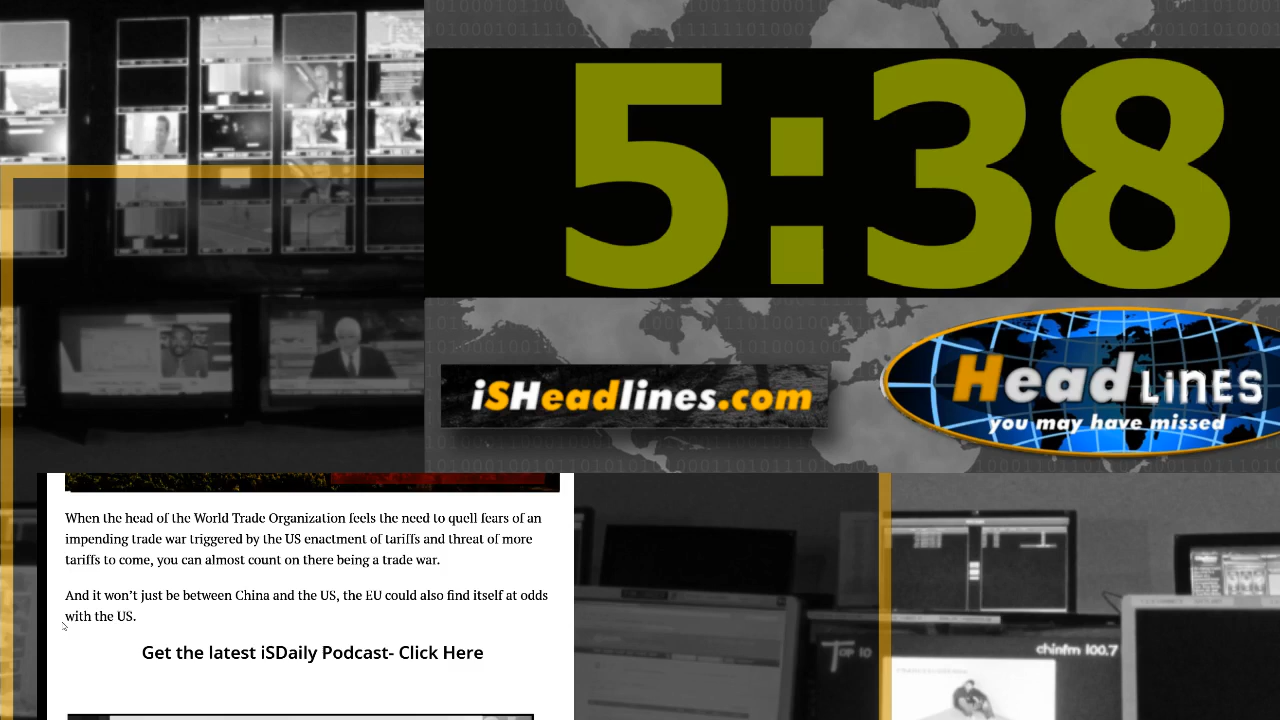 5:38
iSHeadlines.com
HeadLINES
you may have missed
When the head of the World Trade Organization feels the need to quell fears of an
impending trade war triggered by the US enactment of tariffs and threat of more
tariffs to come, you can almost count on there being a trade war.
And it won't just be between China and the US, the EU could also find itself at odds
with the US.
Get the latest iSDaily Podcast- Click Here
TOP 10
chinfm 100.7